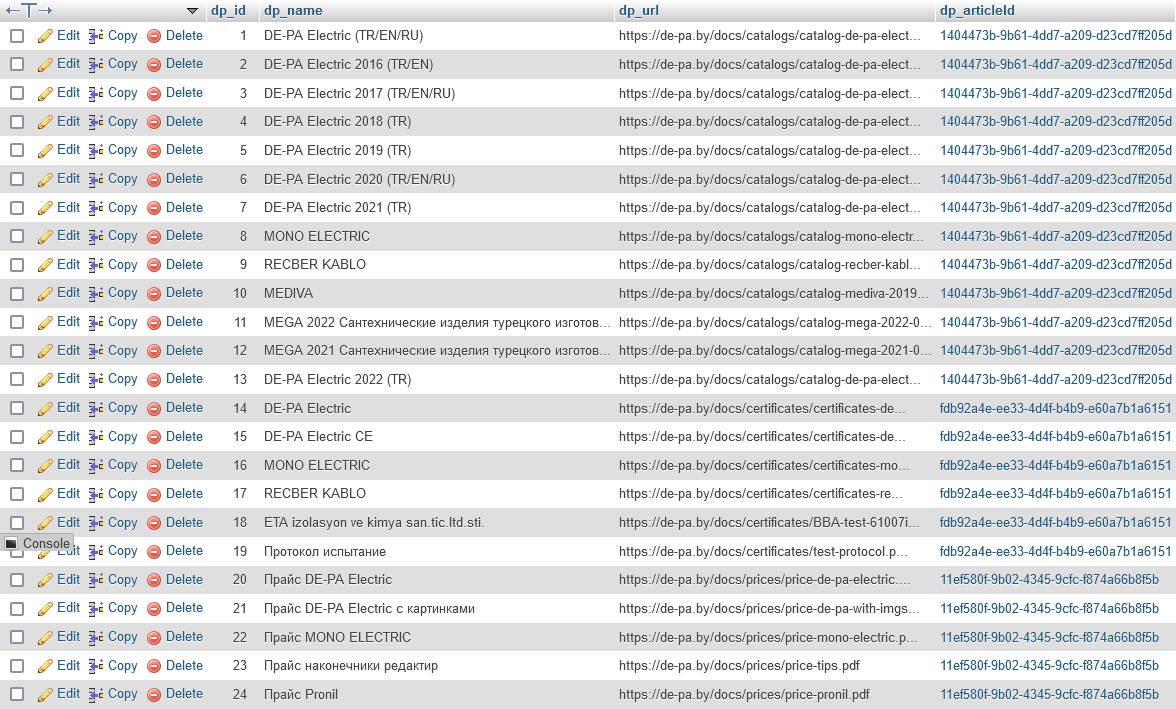 dp_id dp_name dp_url dp_articleId
Edit Copy Delete 1 DE-PA Electric (TR/EN/RU) https://de-pa.by/docs/catalogs/catalog-de-pa-elect... 1404473b-9b61-4dd7-a209-d23cd7ff205d
Edit Copy Delete 2 DE-PA Electric 2016 (TR/EN) https://de-pa.by/docs/catalogs/catalog-de-pa-elect... 1404473b-9b61-4dd7-a209-d23cd7ff205d
Edit Copy Delete 3 DE-PA Electric 2017 (TR/EN/RU) https://de-pa.by/docs/catalogs/catalog-de-pa-elect... 1404473b-9b61-4dd7-a209-d23cd7ff205d
Edit Copy Delete 4 DE-PA Electric 2018 (TR) https://de-pa.by/docs/catalogs/catalog-de-pa-elect... 1404473b-9b61-4dd7-a209-d23cd7ff205d
Edit Copy Delete 5 DE-PA Electric 2019 (TR) https://de-pa.by/docs/catalogs/catalog-de-pa-elect... 1404473b-9b61-4dd7-a209-d23cd7ff205d
Edit Copy Delete 6 DE-PA Electric 2020 (TR/EN/RU) https://de-pa.by/docs/catalogs/catalog-de-pa-elect... 1404473b-9b61-4dd7-a209-d23cd7ff205d
Edit Copy Delete 7 DE-PA Electric 2021 (TR) https://de-pa.by/docs/catalogs/catalog-de-pa-elect... 1404473b-9b61-4dd7-a209-d23cd7ff205d
Edit Copy Delete 8 MONO ELECTRIC https://de-pa.by/docs/catalogs/catalog-mono-electr... 1404473b-9b61-4dd7-a209-d23cd7ff205d
Edit Copy Delete 9 RECBER KABLO https://de-pa.by/docs/catalogs/catalog-recber-kabl... 1404473b-9b61-4dd7-a209-d23cd7ff205d
Edit Copy Delete 10 MEDIVA https://de-pa.by/docs/catalogs/catalog-mediva-2019... 1404473b-9b61-4dd7-a209-d23cd7ff205d
Edit Copy Delete 11 MEGA 2022 Сантехнические изделия турецкого изготов... https://de-pa.by/docs/catalogs/catalog-mega-2022-0... 1404473b-9b61-4dd7-a209-d23cd7ff205d
Edit Copy Delete 12 MEGA 2021 Сантехнические изделия турецкого изготов... https://de-pa.by/docs/catalogs/catalog-mega-2021-0... 1404473b-9b61-4dd7-a209-d23cd7ff205d
Edit Copy Delete 13 DE-PA Electric 2022 (TR) https://de-pa.by/docs/catalogs/catalog-de-pa-elect... 1404473b-9b61-4dd7-a209-d23cd7ff205d
Edit Copy Delete 14 DE-PA Electric https://de-pa.by/docs/certificates/certificates-de... fdb92a4e-ee33-4d4f-b4b9-e60a7b1a6151
Edit Copy Delete 15 DE-PA Electric CE https://de-pa.by/docs/certificates/certificates-de... fdb92a4e-ee33-4d4f-b4b9-e60a7b1a6151
Edit Copy Delete 16 MONO ELECTRIC https://de-pa.by/docs/certificates/certificates-mo... fdb92a4e-ee33-4d4f-b4b9-e60a7b1a6151
Edit Copy Delete 17 RECBER KABLO https://de-pa.by/docs/certificates/certificates-re... fdb92a4e-ee33-4d4f-b4b9-e60a7b1a6151
Edit Copy Delete 18 ETA izolasyon ve kimya san.tic.ltd.sti. https://de-pa.by/docs/certificates/BBA-test-61007i... fdb92a4e-ee33-4d4f-b4b9-e60a7b1a6151
Console
Edit Copy Delete 19 Протокол испытание https://de-pa.by/docs/certificates/test-protocol.p... fdb92a4e-ee33-4d4f-b4b9-e60a7b1a6151
Edit Copy Delete 20 Прайс DE-PA Electric https://de-pa.by/docs/prices/price-de-pa-electric.... 11ef580f-9b02-4345-9cfc-f874a66b8f5b
Edit Copy Delete 21 Прайс DE-PA Electric с картинками https://de-pa.by/docs/prices/price-de-pa-with-imgs... 11ef580f-9b02-4345-9cfc-f874a66b8f5b
Edit Copy Delete 22 Прайс MONO ELECTRIC https://de-pa.by/docs/prices/price-mono-electric.p... 11ef580f-9b02-4345-9cfc-f874a66b8f5b
Edit Copy Delete 23 Прайс наконечники редактир https://de-pa.by/docs/prices/price-tips.pdf 11ef580f-9b02-4345-9cfc-f874a66b8f5b
Edit Copy Delete 24 Прайс Pronil https://de-pa.by/docs/prices/price-pronil.pdf 11ef580f-9b02-4345-9cfc-f874a66b8f5b